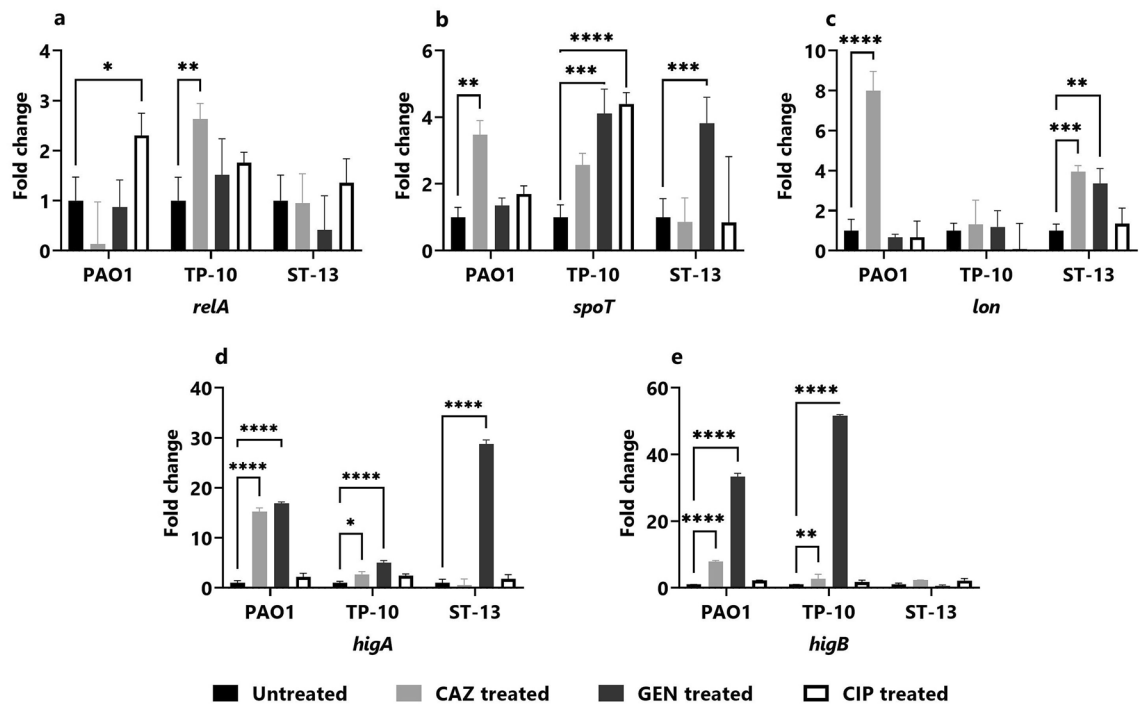 a
b
c
Fold change
4
3
2
1
0
*
**
PAO1 TP-10 ST-13
relA
Fold change
6
4
2
0
**
***
****
***
PAO1 TP-10 ST-13
spoT
Fold change
10
8
6
4
2
0
****
***
**
PAO1 TP-10 ST-13
lon
d
e
Fold change
40
30
20
10
0
****
****
*
****
****
PAO1 TP-10 ST-13
higA
Fold change
60
40
20
0
****
****
**
****
PAO1 TP-10 ST-13
higB
Untreated CAZ treated GEN treated CIP treated